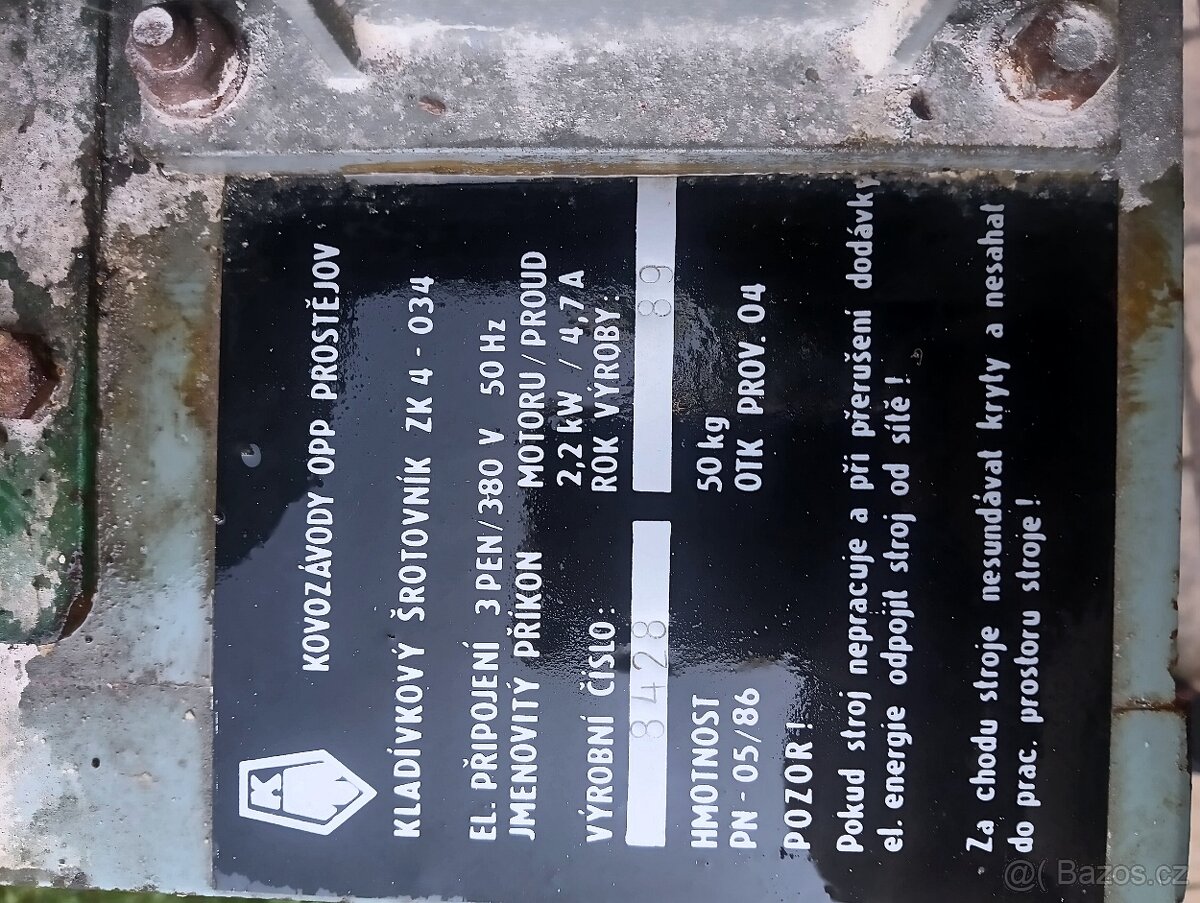 K
KOVOZÁVODY OPP PROSTĚJOV
KLADÍVKOVÝ ŠROTOVNÍK ZK 4 - 034
EL. PŘIPOJENÍ 3 PEN/380 V 50 Hz
JMENOVITÝ PŘÍKON MOTORU/PROUD
2,2 kW / 4,7 A
VÝROBNÍ ČÍSLO: ROK VÝROBY:
8428 89
HMOTNOST 50 kg
PN - 05/86 OTK PROV. 04
POZOR!
Pokud stroj nepracuje a při přerušení dodávky
el. energie odpojit stroj od sítě!
Za chodu stroje nesundávat kryty a nesahat
do prac. prostoru stroje!
@( Bazos.cz